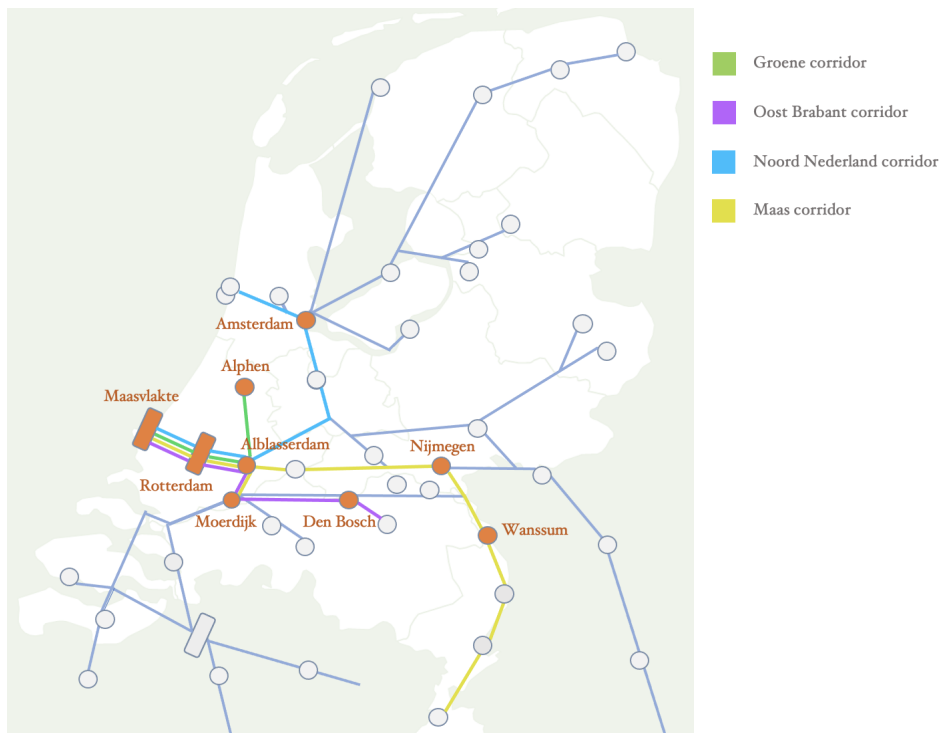 Groene corridor
Oost Brabant corridor
Noord Nederland corridor
Maas corridor
Amsterdam
Alphen
Maasvlakte
Alblasserdam
Nijmegen
Rotterdam
Moerdijk
Den Bosch
Wanssum